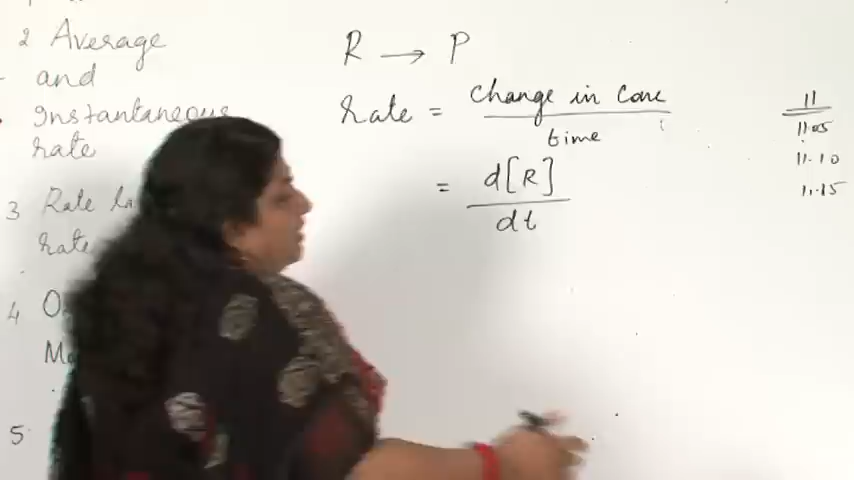 2 Average
and
Instantaneous
rate
3 Rate
rate
4
5
R → P
Rate = Change in Conc
time
= d[R]
dt
11
11.05
11.10
11.15